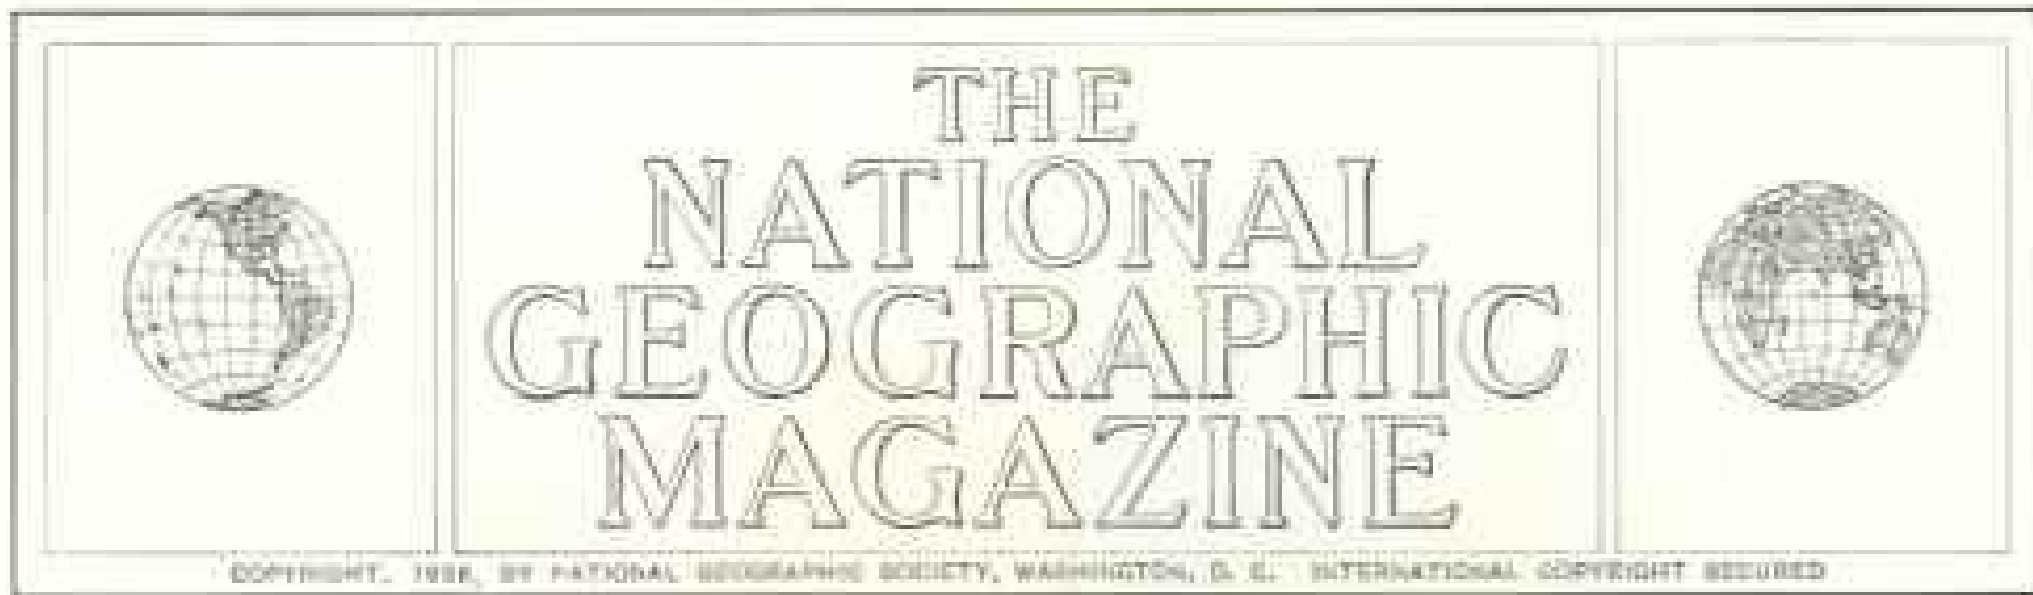 THE
NATIONAL
GEOGRAPHIC
MAGAZINE
COPYRIGHT, BY NATIONAL GEOGRAPHIC SOCIETY, WASHINGTON, D. C. INTERNATIONAL COPYRIGHT SECURED